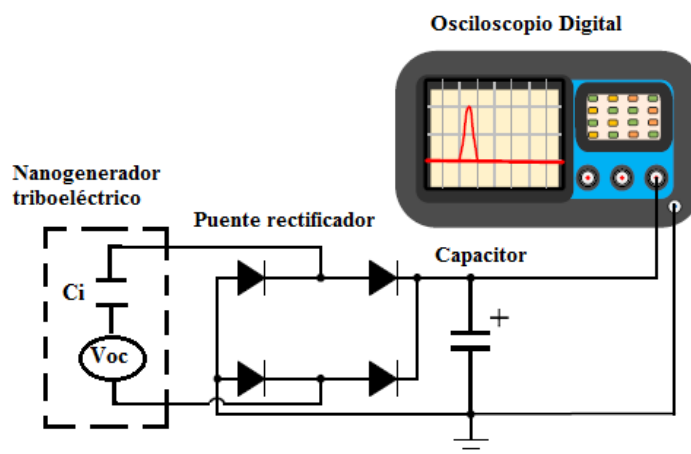 Osciloscopio Digital
Nanogenerador
triboeléctrico
Puente rectificador
Capacitor
Ci
+
Voc